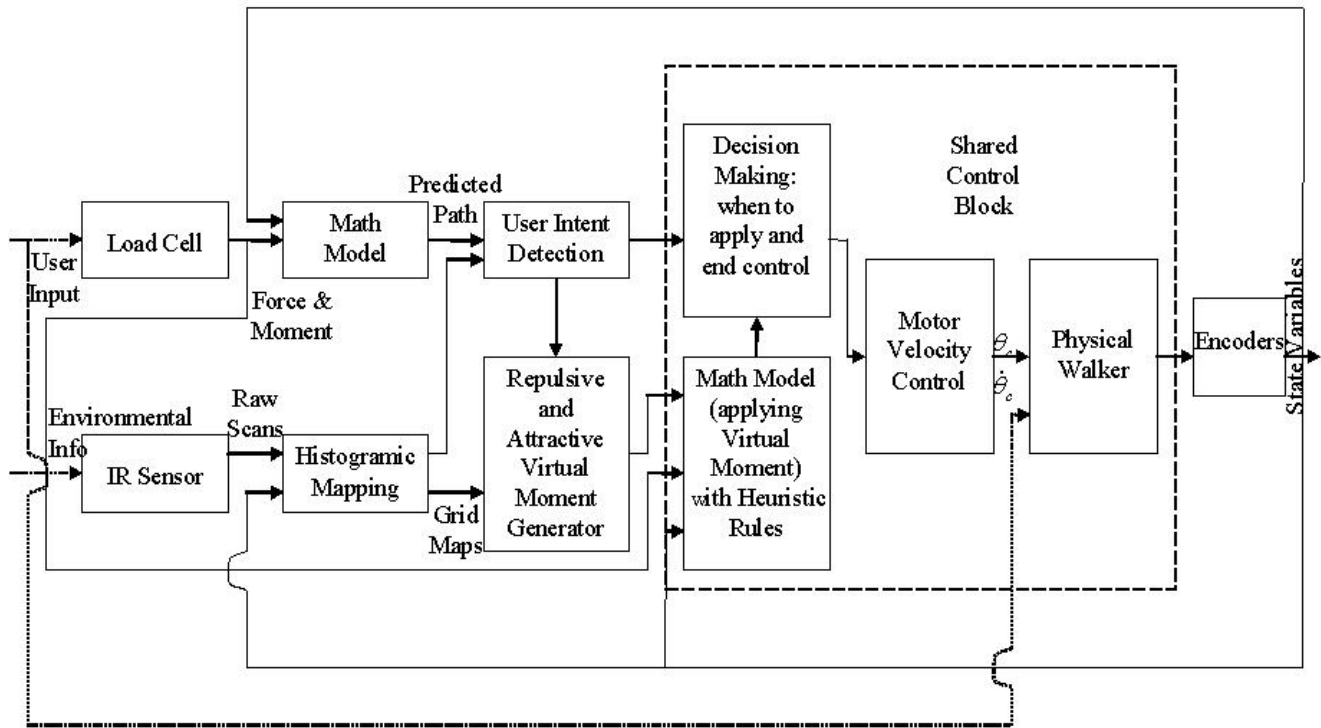 Decision
Making:
when to
apply and
end control
Shared
Control
Block
Predicted
Path
Load Cell
Math
Model
User Intent
Detection
User
Input
Force &
Moment
Motor
Velocity
Control
θc
θ̇c
Physical
Walker
Encoders
State Variables
Environmental
Info
Raw
Scans
IR Sensor
Histogramic
Mapping
Grid
Maps
Repulsive
and
Attractive
Virtual
Moment
Generator
Math Model
(applying
Virtual
Moment)
with Heuristic
Rules